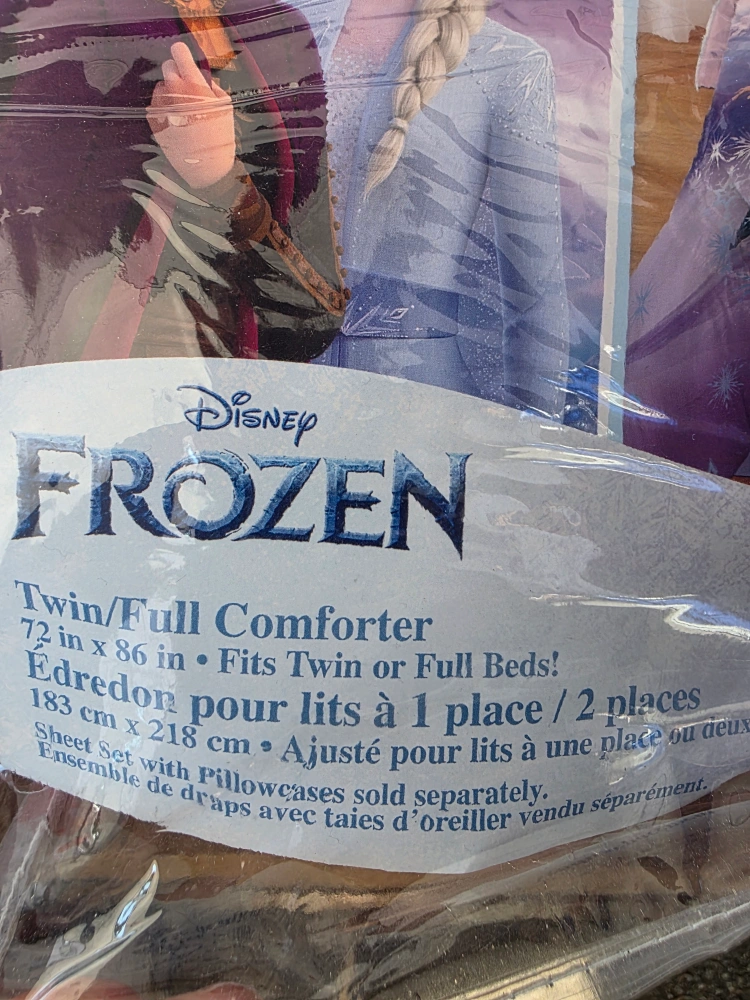 Disney
FROZEN
Twin/Full Comforter
72 in x 86 in • Fits Twin or Full Beds!
Édredon pour lits à 1 place / 2 places
183 cm x 218 cm • Ajusté pour lits à une place ou deux
Sheet Set with Pillowcases sold separately.
Ensemble de draps avec taies d'oreiller vendu séparément.